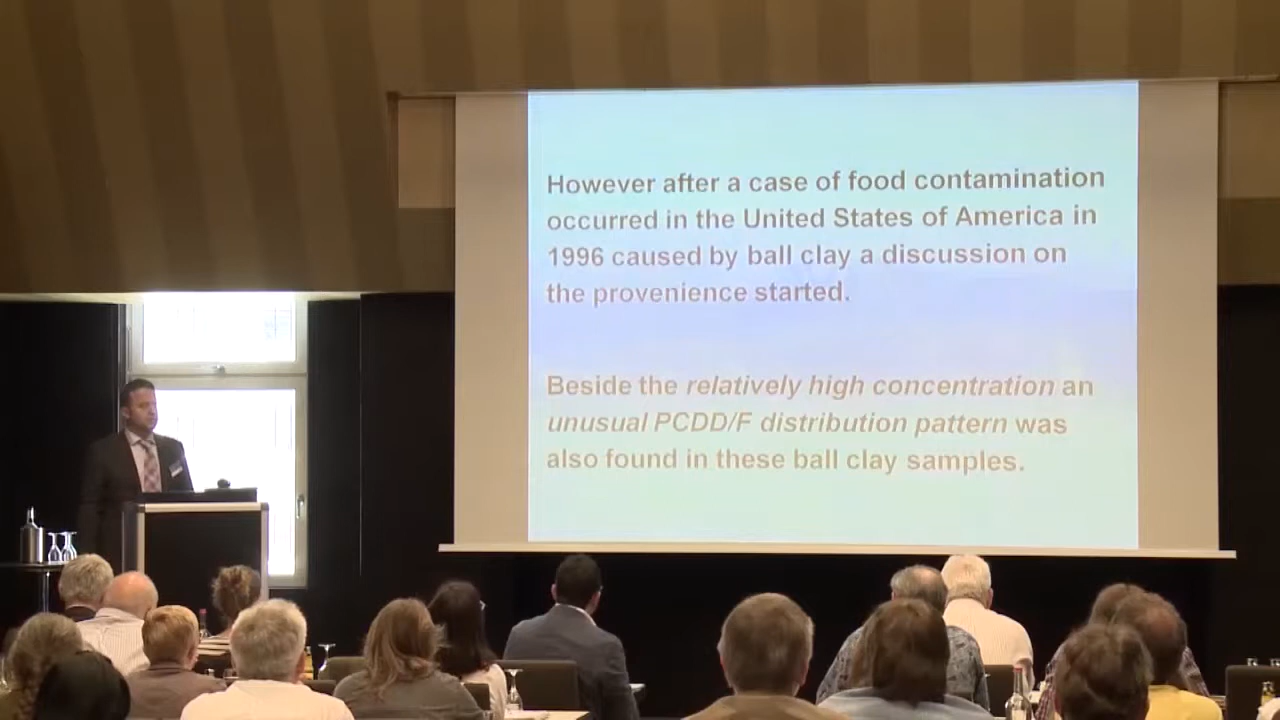 However after a case of food contamination
occurred in the United States of America in
1996 caused by ball clay a discussion on
the provenience started.
Beside the relatively high concentration an
unusual PCDD/F distribution pattern was
also found in these ball clay samples.